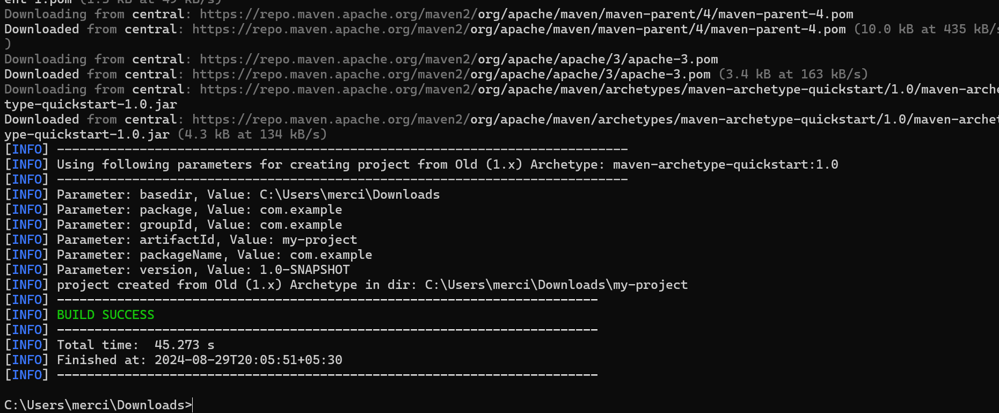 ent-1.pom (1.3 kB at 49 kB/s)
Downloading from central: https://repo.maven.apache.org/maven2/org/apache/maven/maven-parent/4/maven-parent-4.pom
Downloaded from central: https://repo.maven.apache.org/maven2/org/apache/maven/maven-parent/4/maven-parent-4.pom (10.0 kB at 435 kB/s
)
Downloading from central: https://repo.maven.apache.org/maven2/org/apache/apache/3/apache-3.pom
Downloaded from central: https://repo.maven.apache.org/maven2/org/apache/apache/3/apache-3.pom (3.4 kB at 163 kB/s)
Downloading from central: https://repo.maven.apache.org/maven2/org/apache/maven/archetypes/maven-archetype-quickstart/1.0/maven-arche
type-quickstart-1.0.jar
Downloaded from central: https://repo.maven.apache.org/maven2/org/apache/maven/archetypes/maven-archetype-quickstart/1.0/maven-archet
ype-quickstart-1.0.jar (4.3 kB at 134 kB/s)
[INFO] ----------------------------------------------------------------------------
[INFO] Using following parameters for creating project from Old (1.x) Archetype: maven-archetype-quickstart:1.0
[INFO] ----------------------------------------------------------------------------
[INFO] Parameter: basedir, Value: C:\Users\merci\Downloads
[INFO] Parameter: package, Value: com.example
[INFO] Parameter: groupId, Value: com.example
[INFO] Parameter: artifactId, Value: my-project
[INFO] Parameter: packageName, Value: com.example
[INFO] Parameter: version, Value: 1.0-SNAPSHOT
[INFO] project created from Old (1.x) Archetype in dir: C:\Users\merci\Downloads\my-project
[INFO] ------------------------------------------------------------------------
[INFO] BUILD SUCCESS
[INFO] ------------------------------------------------------------------------
[INFO] Total time:  45.273 s
[INFO] Finished at: 2024-08-29T20:05:51+05:30
[INFO] ------------------------------------------------------------------------
C:\Users\merci\Downloads>